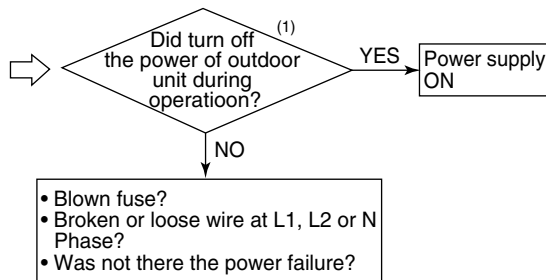 (1)
Did turn off
the power of outdoor
unit during
operatioon?
YES
Power supply
ON
NO
• Blown fuse?
• Broken or loose wire at L1, L2 or N
Phase?
• Was not there the power failure?